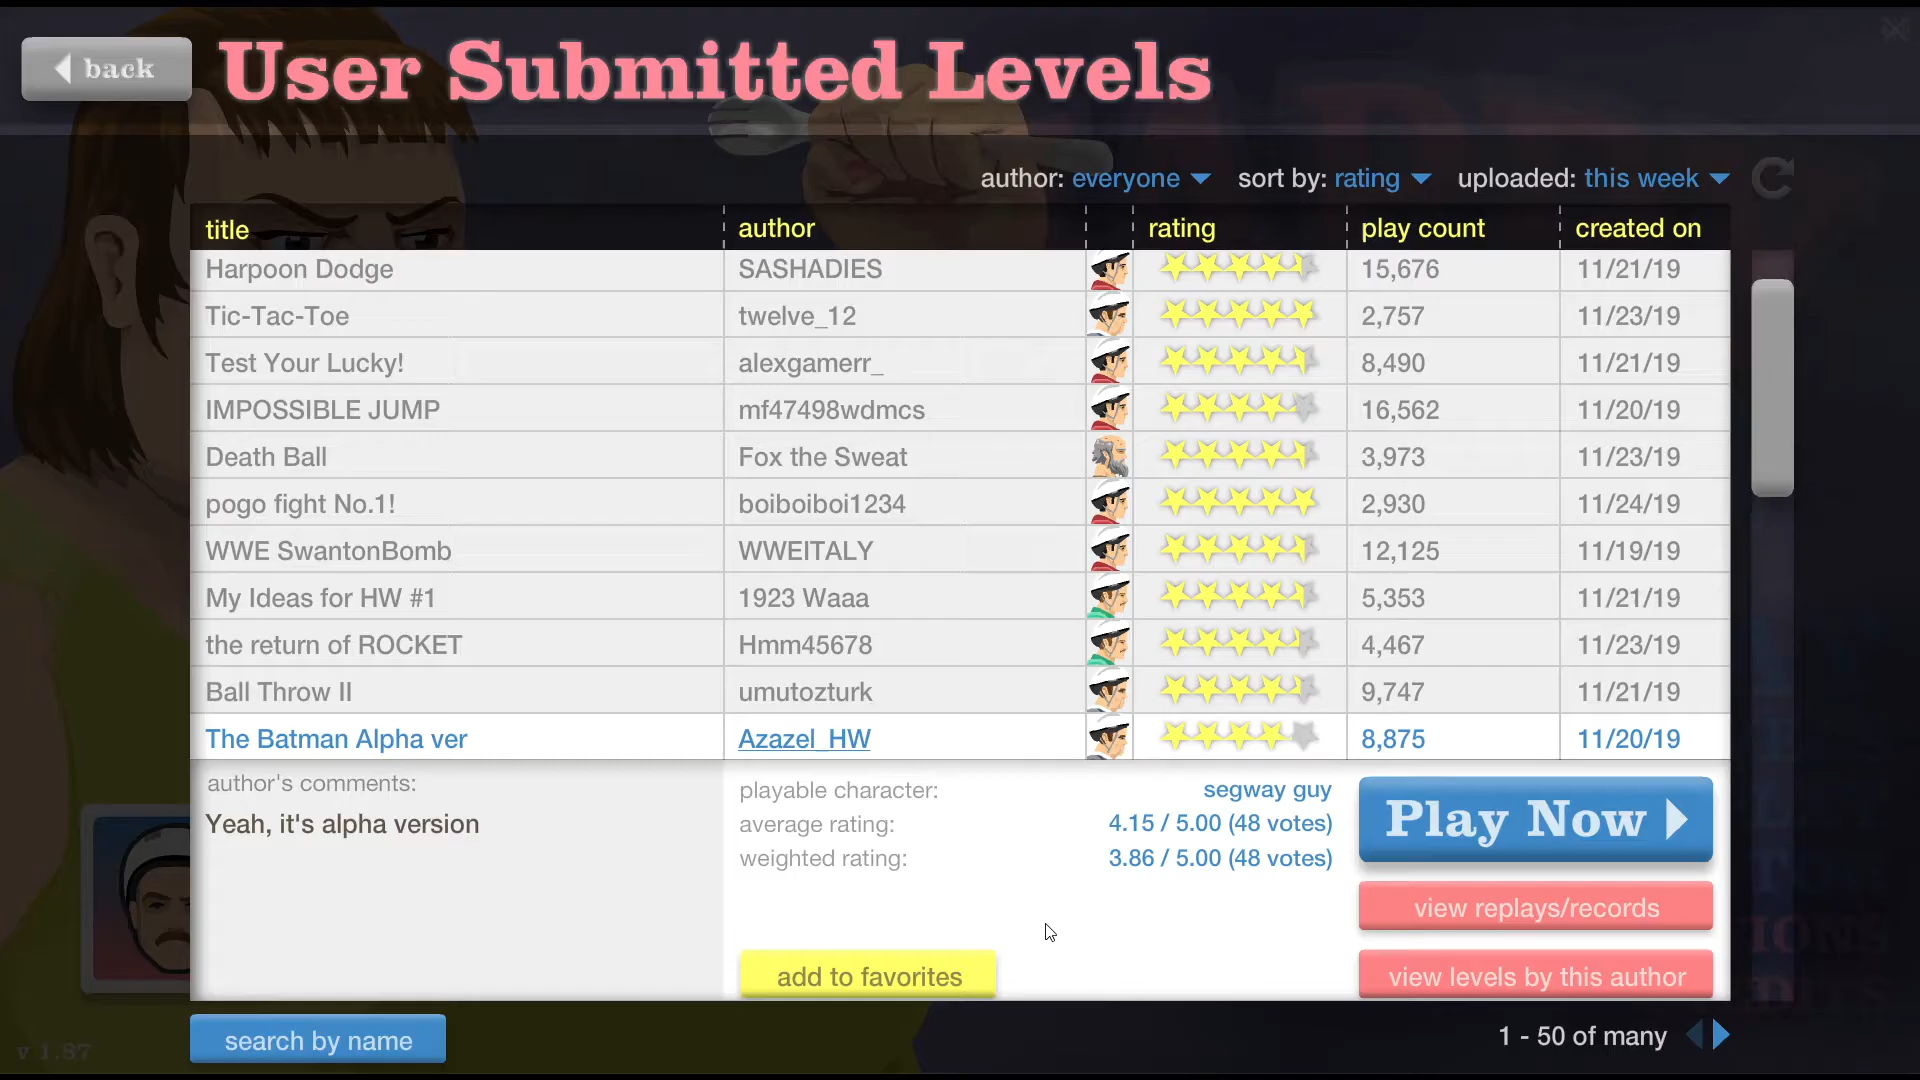 back
User Submitted Levels
author: everyone sort by: rating uploaded: this week
title author rating play count created on
Harpoon Dodge SASHADIES 15,676 11/21/19
Tic-Tac-Toe twelve_12 2,757 11/23/19
Test Your Lucky! alexgamerr_ 8,490 11/21/19
IMPOSSIBLE JUMP mf47498wdmcs 16,562 11/20/19
Death Ball Fox the Sweat 3,973 11/23/19
pogo fight No.1! boiboiboi1234 2,930 11/24/19
WWE SwantonBomb WWEITALY 12,125 11/19/19
My Ideas for HW #1 1923 Waaa 5,353 11/21/19
the return of ROCKET Hmm45678 4,467 11/23/19
Ball Throw II umutozturk 9,747 11/21/19
The Batman Alpha ver Azazel_HW 8,875 11/20/19
author's comments:
Yeah, it's alpha version
playable character: segway guy
average rating: 4.15 / 5.00 (48 votes)
weighted rating: 3.86 / 5.00 (48 votes)
Play Now
view replays/records
add to favorites
view levels by this author
search by name
1 - 50 of many
v 1.87